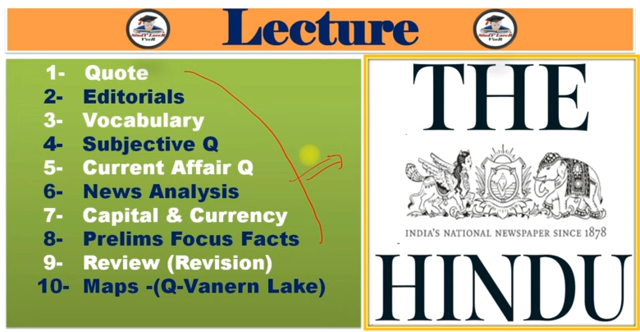 Lecture
1- Quote
2- Editorials
3- Vocabulary
4- Subjective Q
5- Current Affair Q
6- News Analysis
7- Capital & Currency
8- Prelims Focus Facts
9- Review (Revision)
10- Maps -(Q-Vanern Lake)
THE
INDIA'S NATIONAL NEWSPAPER SINCE 1878
HINDU